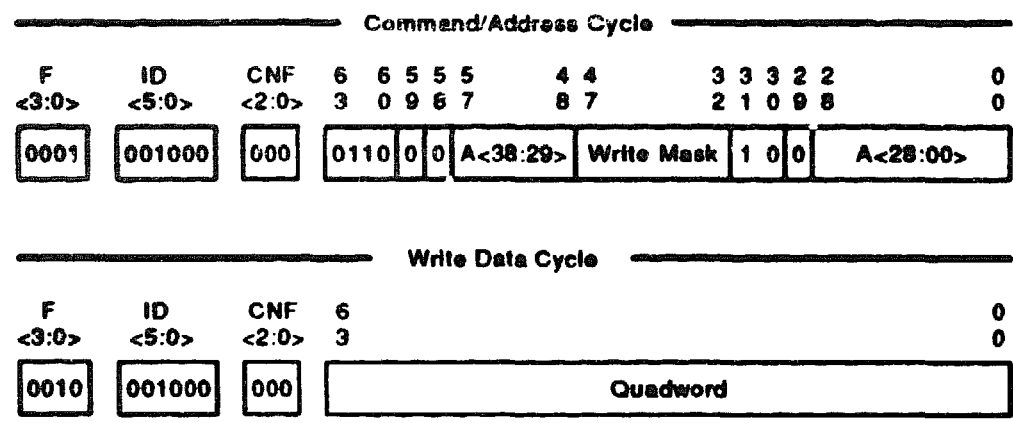 Command/Address Cycle
F ID CNF 6 6 5 5 5 4 4 3 3 3 2 2 0
<3:0> <5:0> <2:0> 3 0 9 8 7 8 7 2 1 0 9 8 0
0001 001000 000 0110 0 0 A<38:29> Write Mask 1 0 0 A<28:00>
Write Data Cycle
F ID CNF 6 0
<3:0> <5:0> <2:0> 3 0
0010 001000 000 Quadword